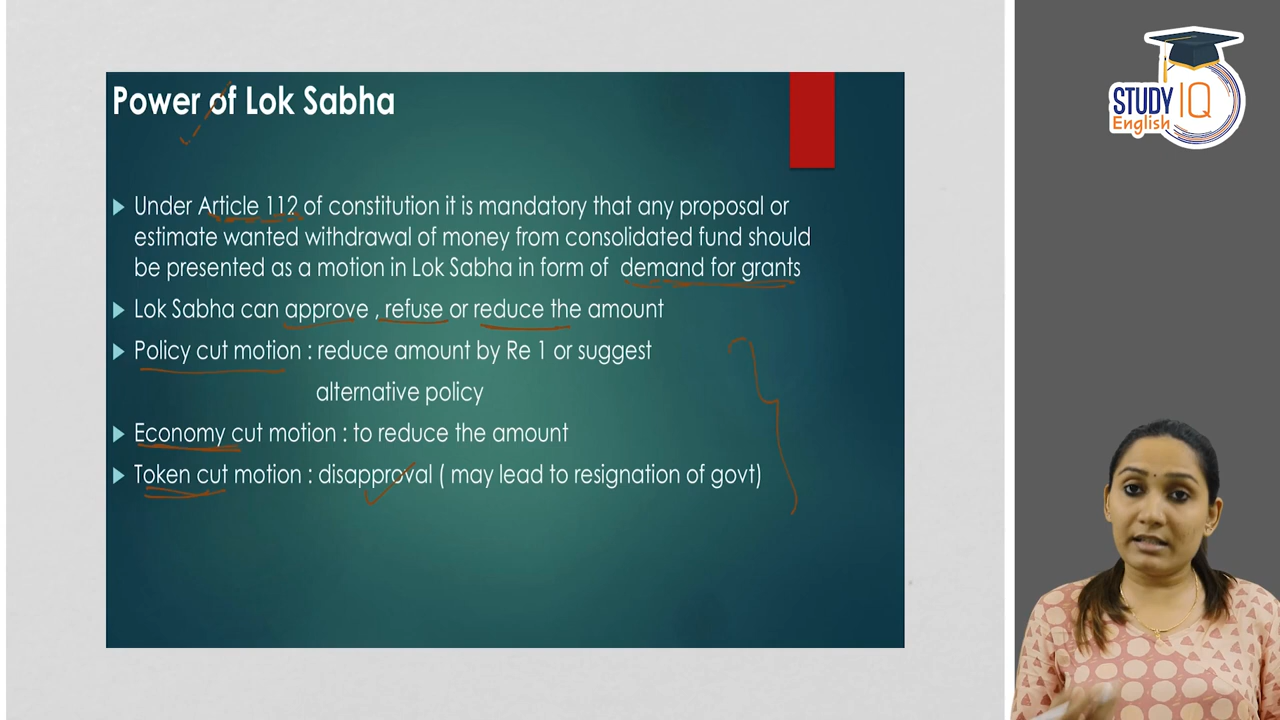 Power of Lok Sabha
Under Article 112 of constitution it is mandatory that any proposal or
estimate wanted withdrawal of money from consolidated fund should
be presented as a motion in Lok Sabha in form of demand for grants
Lok Sabha can approve , refuse or reduce the amount
Policy cut motion : reduce amount by Re 1 or suggest
alternative policy
Economy cut motion : to reduce the amount
Token cut motion : disapproval ( may lead to resignation of govt)
STUDY IQ
English